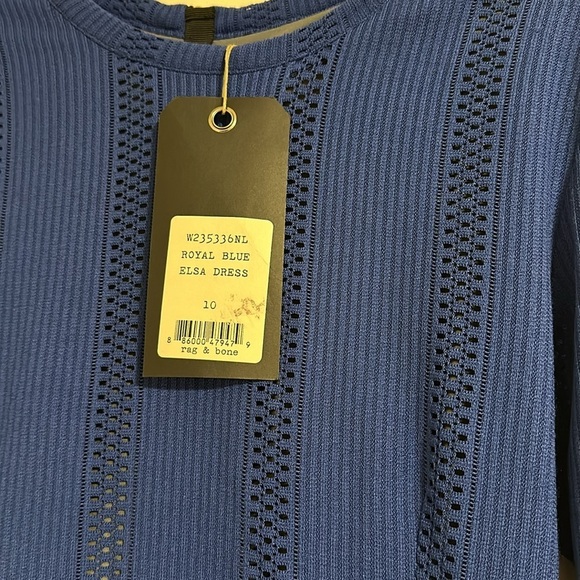 W235336NL
ROYAL BLUE
ELSA DRESS
10
8 86000 47947 9
rag & bone